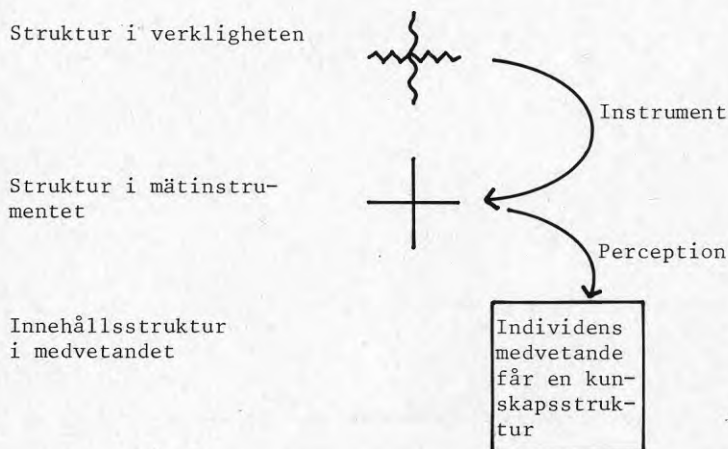 Struktur i verkligheten
Instrument
Struktur i mätinstru-
mentet
Perception
Innehållsstruktur
i medvetandet
Individens
medvetande
får en kun-
skapsstruk-
tur